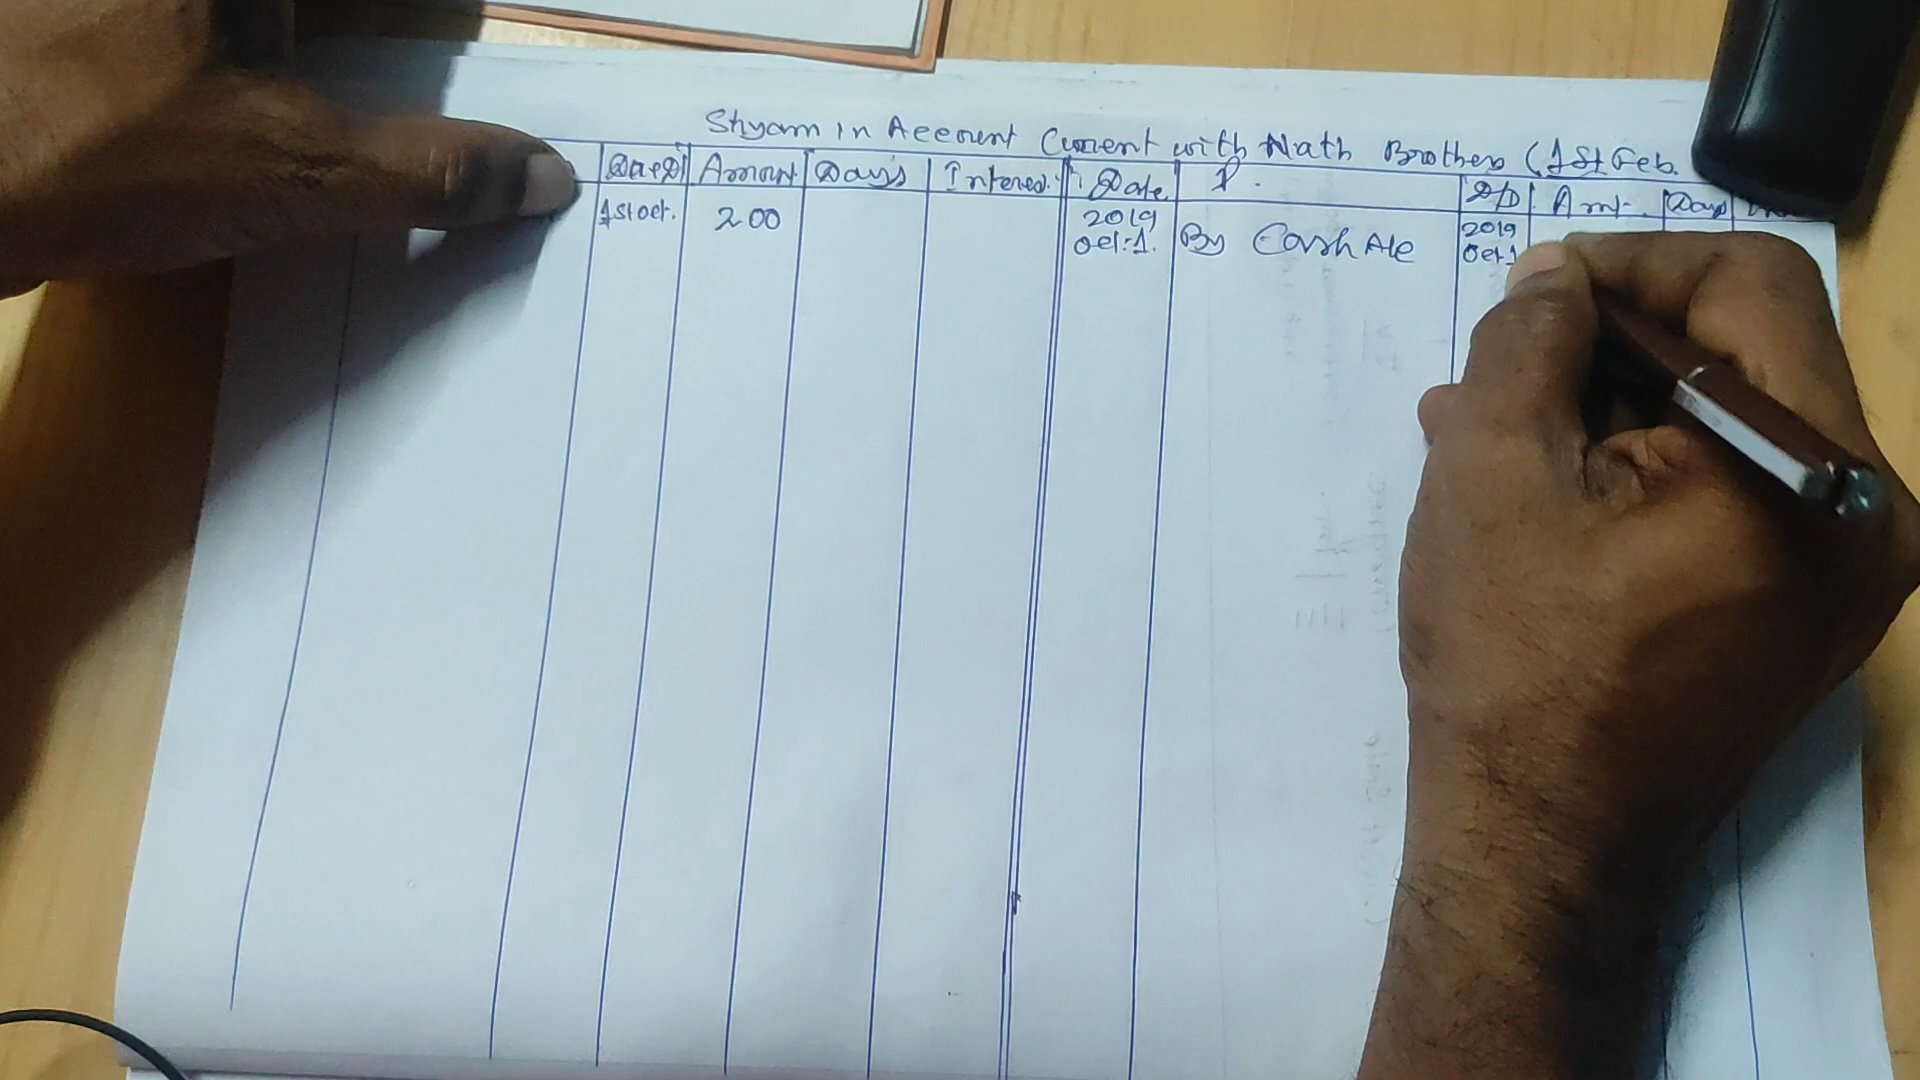 Shyam in Account Current with Nath Brothers (1st Feb.
Amount Days Interest Date P. D/D Amt. Days
1st oct. 200 2019 2019
Oct:1. By Cash A/c Oct 1